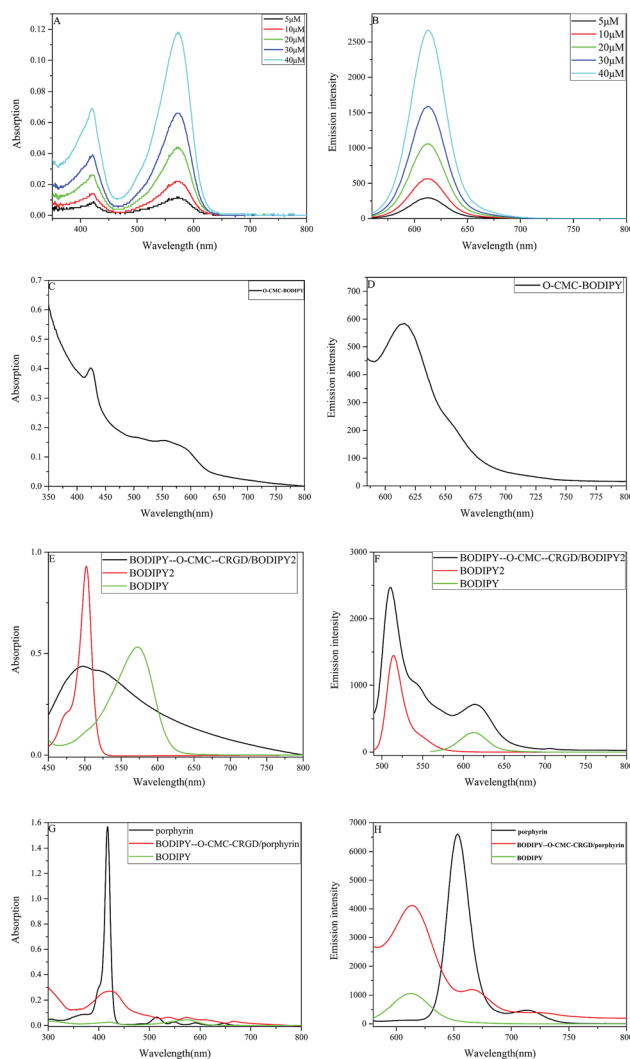 A
5μM
10μM
20μM
30μM
40μM
0.12
0.10
0.08
0.06
0.04
0.02
0.00
Absorption
400 500 600 700 800
Wavelength (nm)
B
5μM
10μM
20μM
30μM
40μM
2500
2000
1500
1000
500
0
Emission intensity
600 650 700 750 800
Wavelength (nm)
C
O-CMC-BODIPY
0.7
0.6
0.5
0.4
0.3
0.2
0.1
0.0
Absorption
350 400 450 500 550 600 650 700 750 800
Wavelength(nm)
D
O-CMC-BODIPY
700
600
500
400
300
200
100
0
Emission intensity
600 625 650 675 700 725 750 775 800
Wavelength(nm)
E
BODIPY--O-CMC--CRGD/BODIPY2
BODIPY2
BODIPY
1.0
0.5
0.0
Absorption
450 500 550 600 650 700 750 800
Wavelength(nm)
F
BODIPY--O-CMC--CRGD/BODIPY2
BODIPY2
BODIPY
3000
2000
1000
0
Emission intensity
500 550 600 650 700 750 800
Wavelength(nm)
G
porphyrin
BODIPY--O-CMC-CRGD/porphyrin
BODIPY
1.6
1.4
1.2
1.0
0.8
0.6
0.4
0.2
0.0
Absorption
300 400 500 600 700 800
Wavelength(nm)
H
porphyrin
BODIPY--O-CMC-CRGD/porphyrin
BODIPY
7000
6000
5000
4000
3000
2000
1000
0
Emission intensity
600 650 700 750 800
Wavelength(nm)